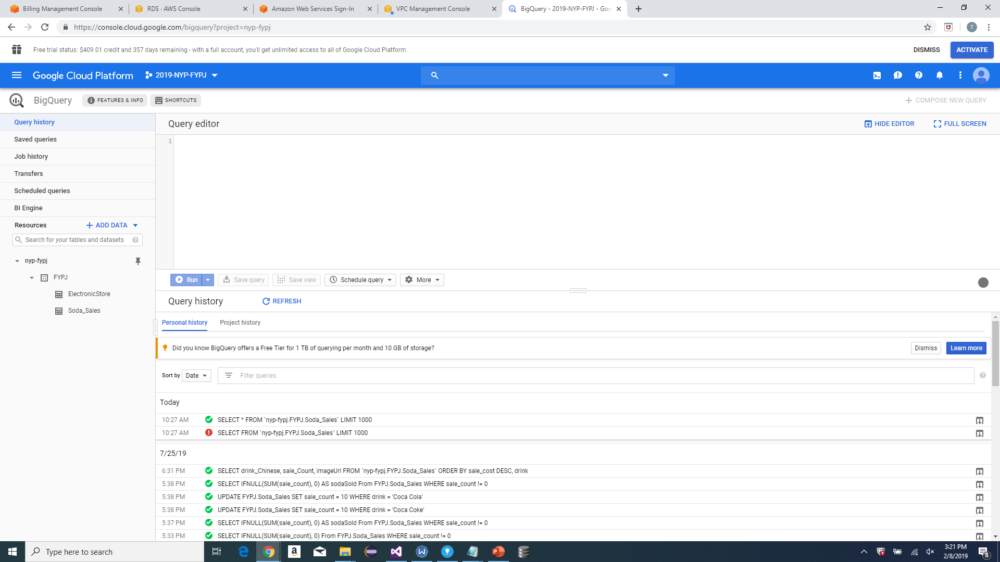 Billing Management Console
RDS · AWS Console
Amazon Web Services Sign-In
VPC Management Console
BigQuery - 2019-NYP-FYPJ - Goo
https://console.cloud.google.com/bigquery?project=nyp-fypj
T
Free trial status: $409.01 credit and 357 days remaining - with a full account, you'll get unlimited access to all of Google Cloud Platform.
DISMISS
ACTIVATE
Google Cloud Platform
2019-NYP-FYPJ
BigQuery
FEATURES & INFO
SHORTCUTS
COMPOSE NEW QUERY
Query history
Saved queries
Job history
Transfers
Scheduled queries
BI Engine
Resources
ADD DATA
Search for your tables and datasets
nyp-fypj
FYPJ
ElectronicStore
Soda_Sales
Query editor
HIDE EDITOR
FULL SCREEN
1
Run
Save query
Save view
Schedule query
More
Query history
REFRESH
Personal history
Project history
Did you know BigQuery offers a Free Tier for 1 TB of querying per month and 10 GB of storage?
Dismiss
Learn more
Sort by
Date
Filter queries
Today
10:27 AM SELECT * FROM `nyp-fypj.FYPJ.Soda_Sales` LIMIT 1000
10:27 AM SELECT FROM `nyp-fypj.FYPJ.Soda_Sales` LIMIT 1000
7/25/19
6:31 PM SELECT drink_Chinese, sale_Count, imageUrl FROM `nyp-fypj.FYPJ.Soda_Sales` ORDER BY sale_cost DESC, drink
5:38 PM SELECT IFNULL(SUM(sale_count), 0) AS sodaSold From FYPJ.Soda_Sales WHERE sale_count != 0
5:38 PM UPDATE FYPJ.Soda_Sales SET sale_count = 10 WHERE drink = 'Coca Cola'
5:38 PM UPDATE FYPJ.Soda_Sales SET sale_count = 10 WHERE drink = 'Coca Coke'
5:37 PM SELECT IFNULL(SUM(sale_count), 0) AS sodaSold From FYPJ.Soda_Sales WHERE sale_count != 0
5:33 PM SELECT IFNULL(SUM(sale_count), 0) From FYPJ.Soda_Sales WHERE sale_count != 0
Type here to search
3:21 PM
2/8/2019
8